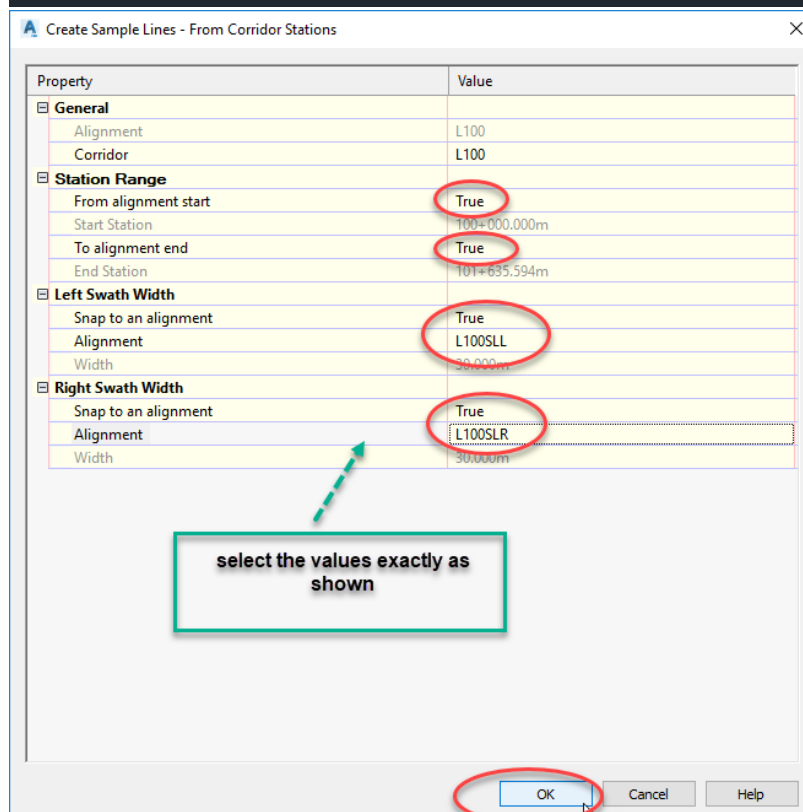 Create Sample Lines - From Corridor Stations
Property Value
General
Alignment L100
Corridor L100
Station Range
From alignment start True
Start Station 100+000.000m
To alignment end True
End Station 101+635.594m
Left Swath Width
Snap to an alignment True
Alignment L100SLL
Width 30.000m
Right Swath Width
Snap to an alignment True
Alignment L100SLR
Width 30.000m
select the values exactly as
shown
OK Cancel Help